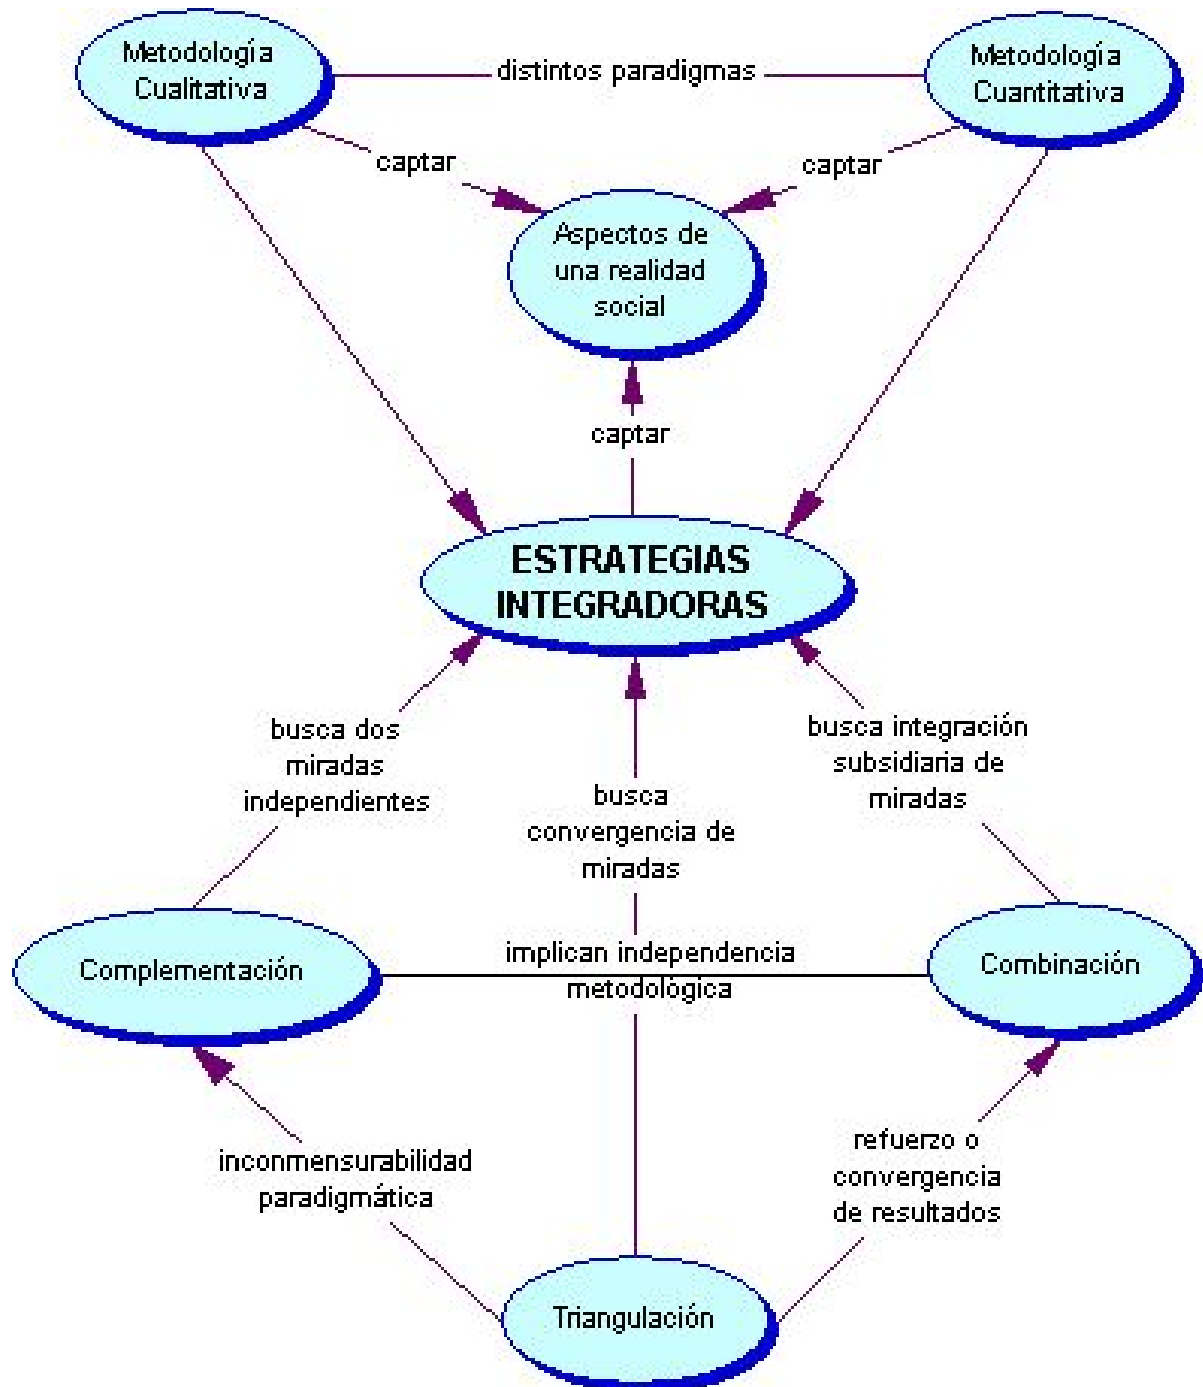 Metodología
Cualitativa
distintos paradigmas
Metodología
Cuantitativa
captar
captar
Aspectos de
una realidad
social
captar
ESTRATEGIAS
INTEGRADORAS
busca dos
miradas
independientes
busca
convergencia de
miradas
busca integración
subsidiaria de
miradas
Complementación
implican independencia
metodológica
Combinación
inconmensurabilidad
paradigmática
refuerzo o
convergencia
de resultados
Triangulación